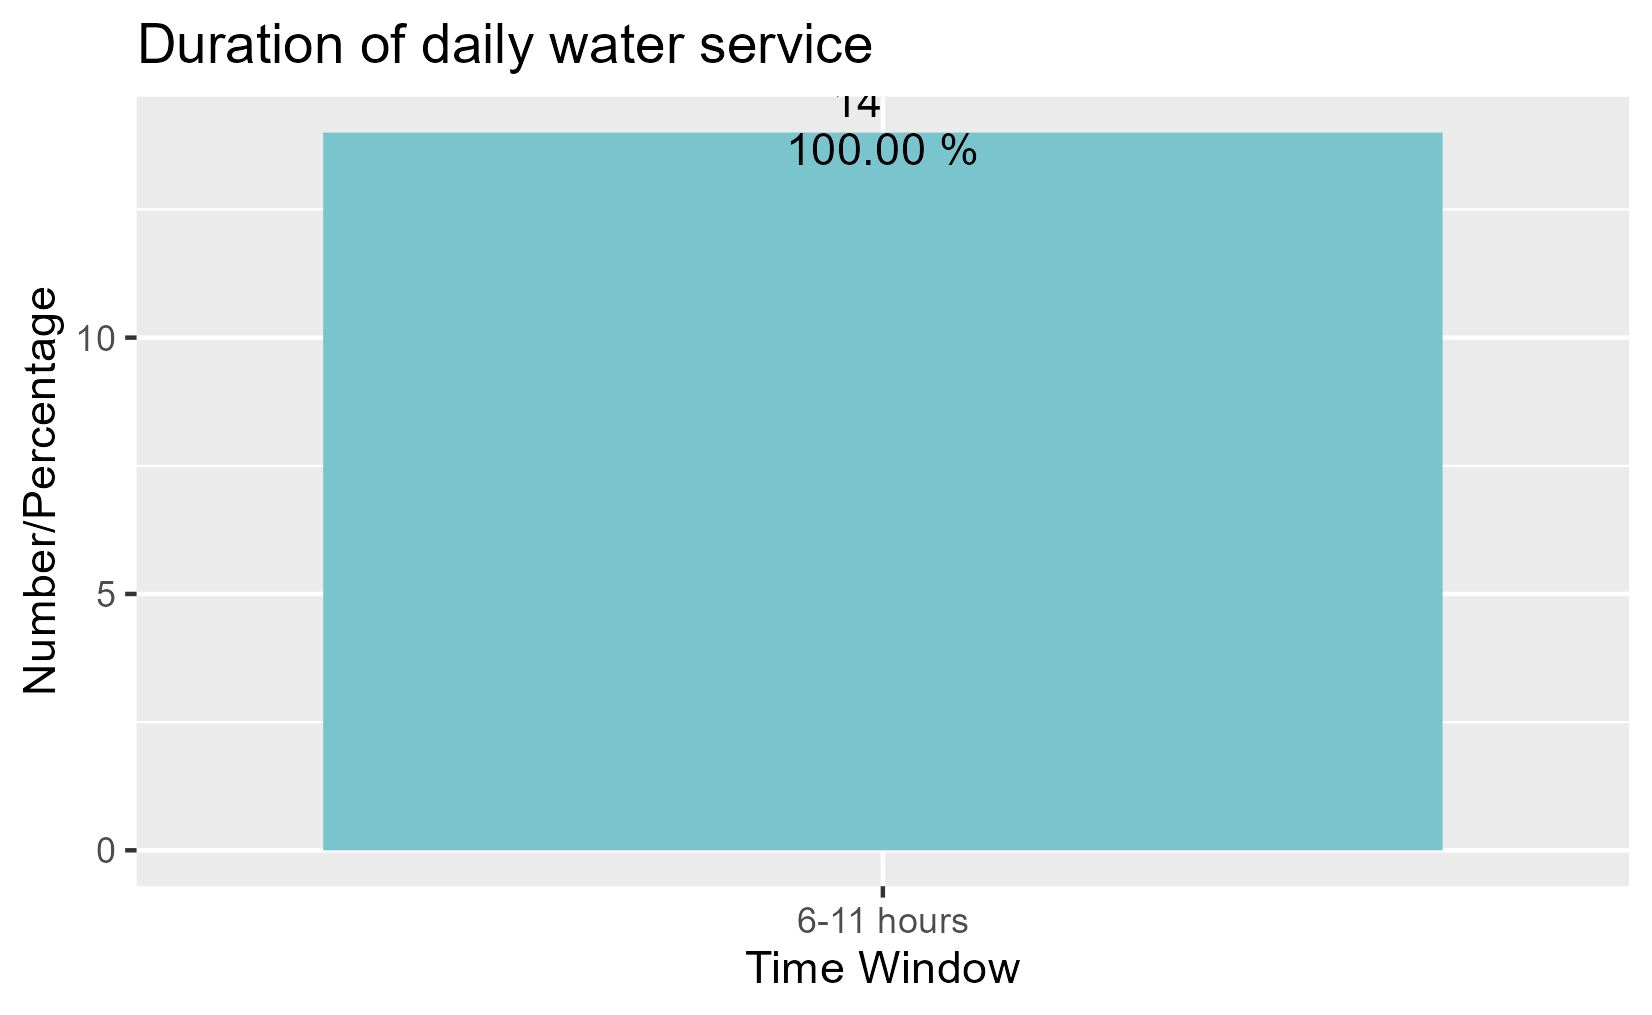 Duration of daily water service
14
100.00 %
Number/Percentage
10
5
0
6-11 hours
Time Window